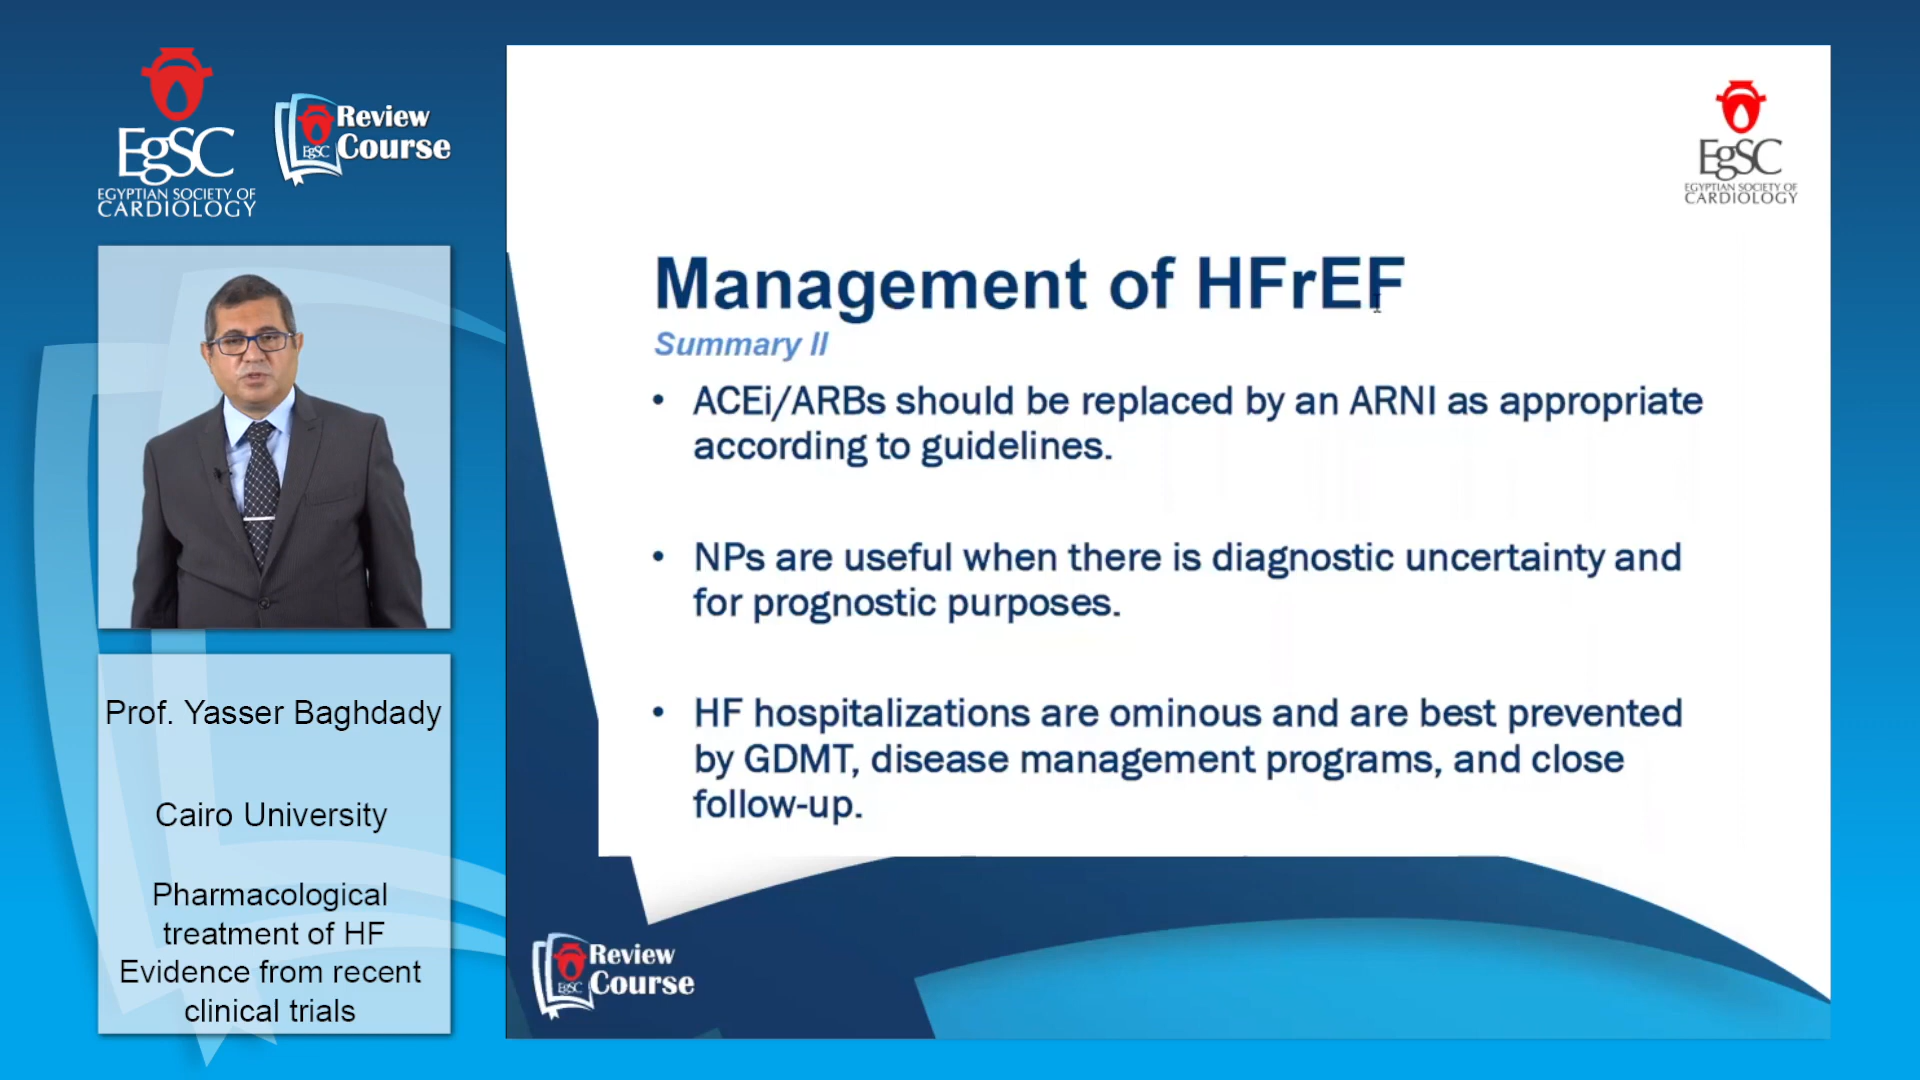 EgSC
EGYPTIAN SOCIETY OF
CARDIOLOGY
Review
Course
EgSC
Prof. Yasser Baghdady
Cairo University
Pharmacological
treatment of HF
Evidence from recent
clinical trials
EgSC
EGYPTIAN SOCIETY OF
CARDIOLOGY
Management of HFrEF
Summary II
• ACEi/ARBs should be replaced by an ARNI as appropriate
according to guidelines.
• NPs are useful when there is diagnostic uncertainty and
for prognostic purposes.
• HF hospitalizations are ominous and are best prevented
by GDMT, disease management programs, and close
follow-up.
Review
Course
EgSC